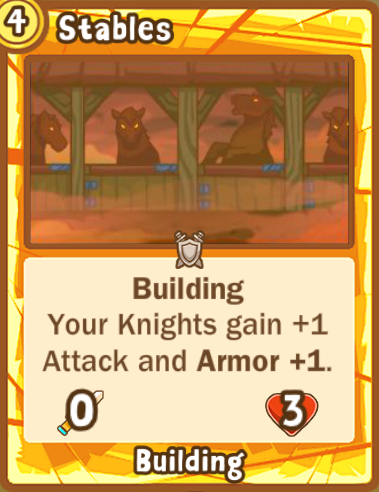 4
Stables
Building
Your Knights gain +1
Attack and Armor +1.
0
3
Building